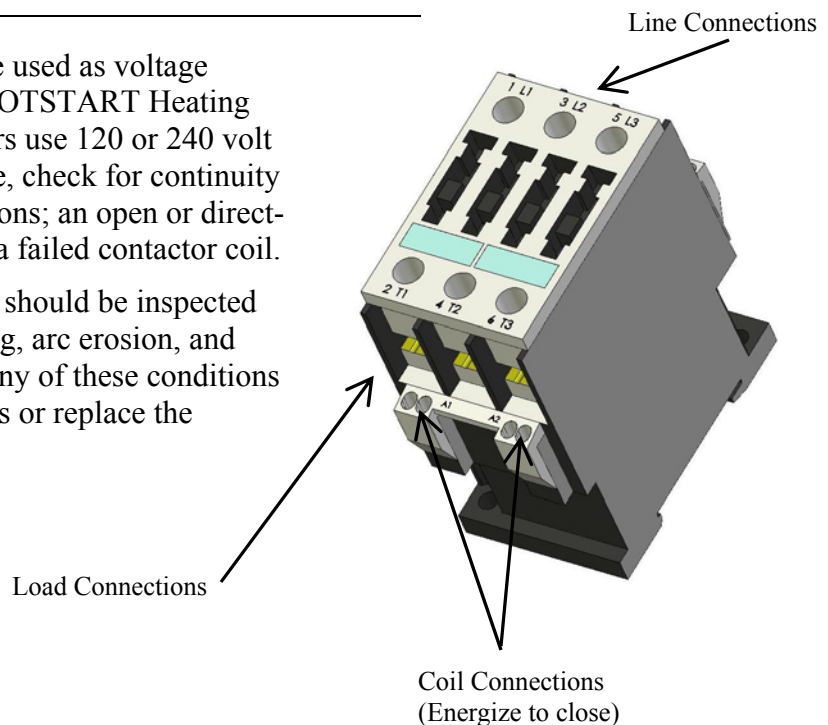 Line Connections
e used as voltage
OTSTART Heating
rs use 120 or 240 volt
e, check for continuity
ons; an open or direct-
a failed contactor coil.
should be inspected
g, arc erosion, and
ny of these conditions
s or replace the
1 L1 3 L2 5 L3
2 T1 4 T2 6 T3
A1 A2
Load Connections
Coil Connections
(Energize to close)